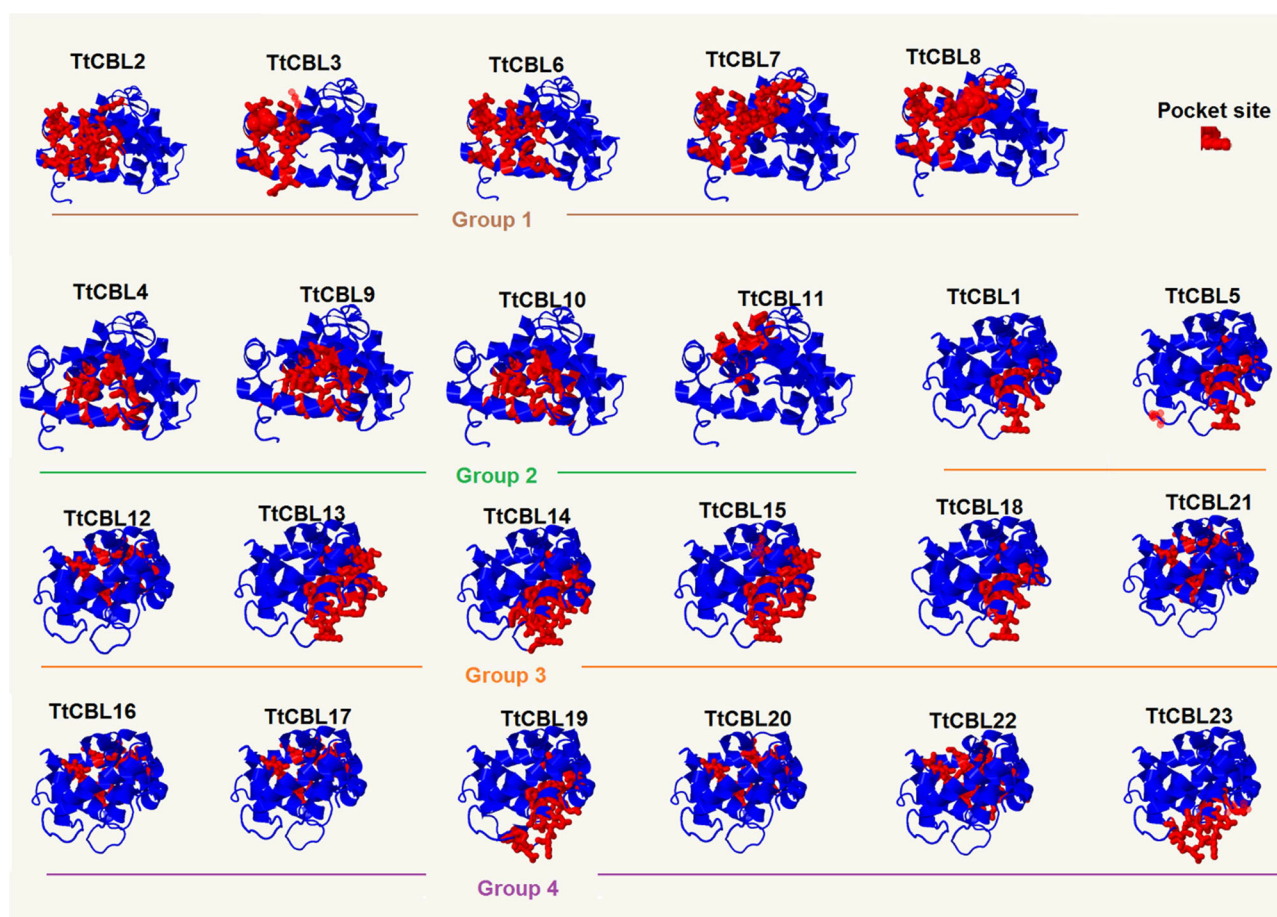 TtCBL2 TtCBL3 TtCBL6 TtCBL7 TtCBL8
Pocket site
Group 1
TtCBL4 TtCBL9 TtCBL10 TtCBL11 TtCBL1 TtCBL5
Group 2
TtCBL12 TtCBL13 TtCBL14 TtCBL15 TtCBL18 TtCBL21
Group 3
TtCBL16 TtCBL17 TtCBL19 TtCBL20 TtCBL22 TtCBL23
Group 4